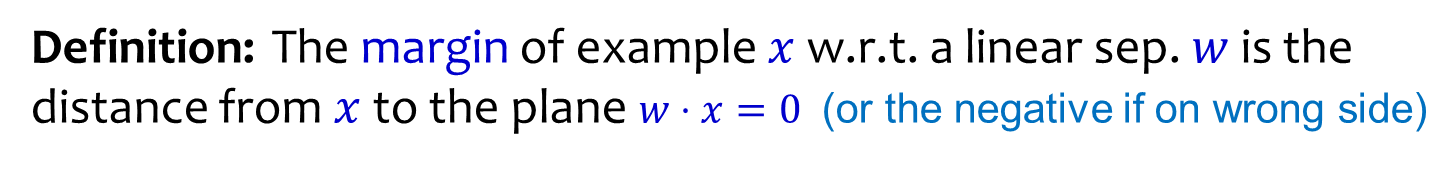 Definition: The margin of example x w.r.t. a linear sep. w is the
distance from x to the plane w · x = 0 (or the negative if on wrong side)